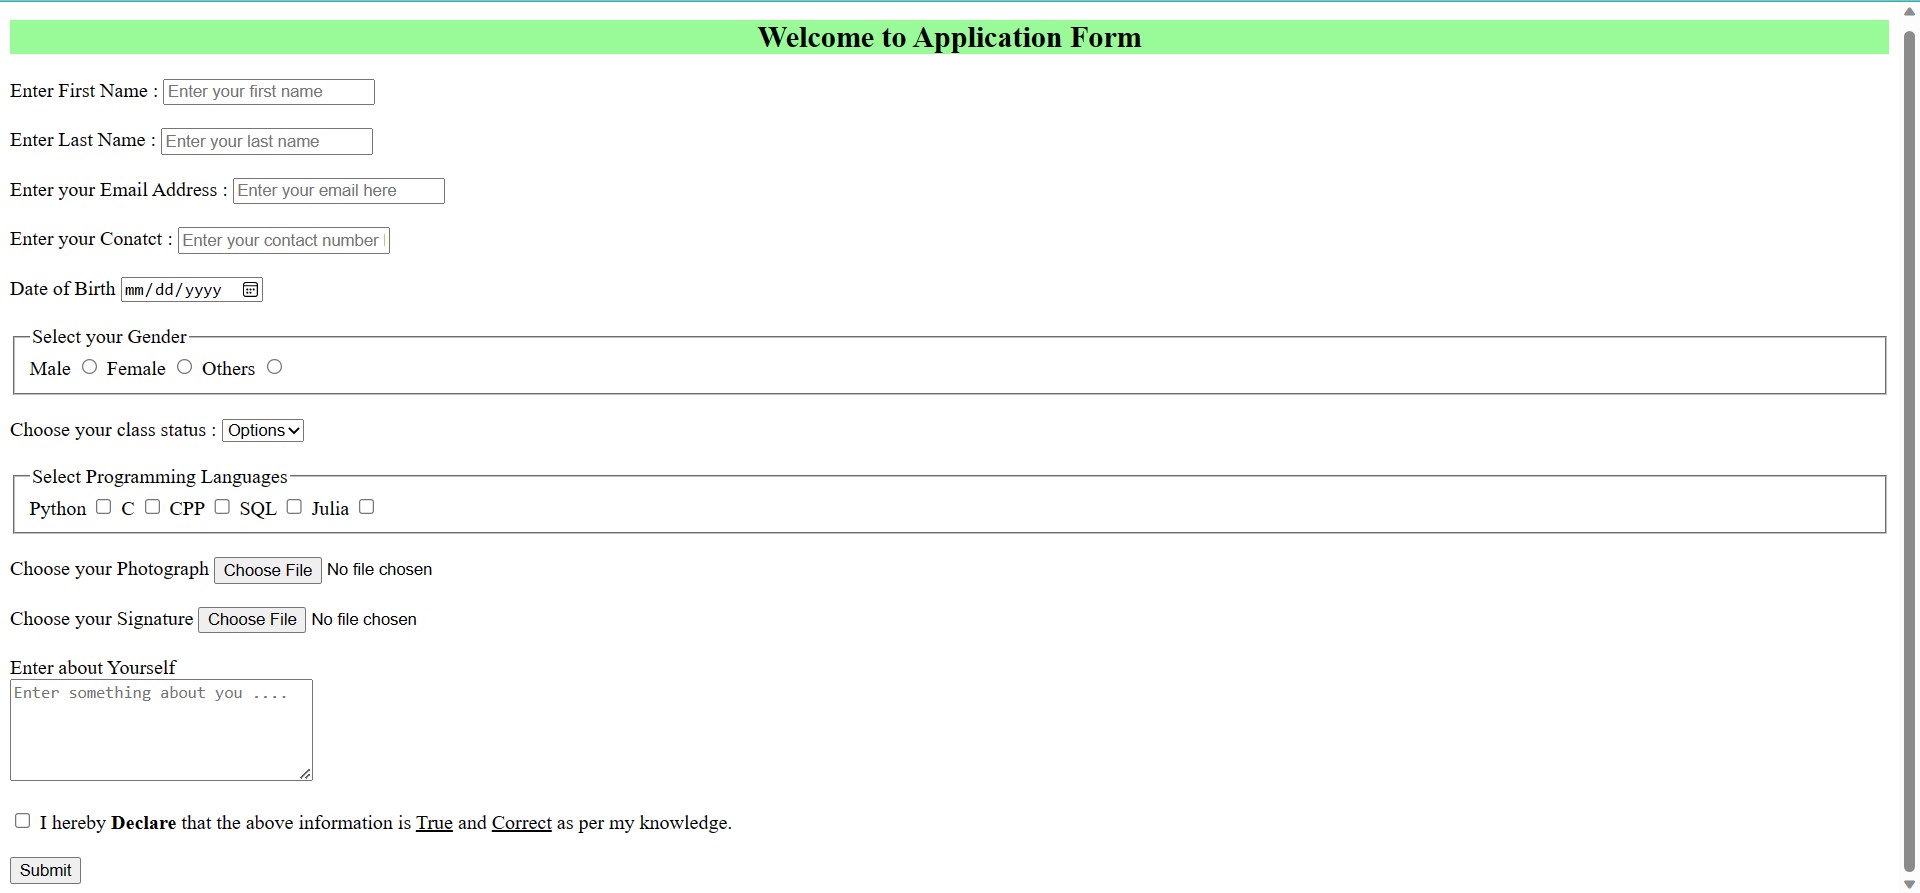 Welcome to Application Form
Enter First Name : Enter your first name
Enter Last Name : Enter your last name
Enter your Email Address : Enter your email here
Enter your Conatct : Enter your contact number
Date of Birth mm/dd/yyyy
Select your Gender
Male Female Others
Choose your class status : Options
Select Programming Languages
Python C CPP SQL Julia
Choose your Photograph Choose File No file chosen
Choose your Signature Choose File No file chosen
Enter about Yourself
Enter something about you ....
I hereby Declare that the above information is True and Correct as per my knowledge.
Submit